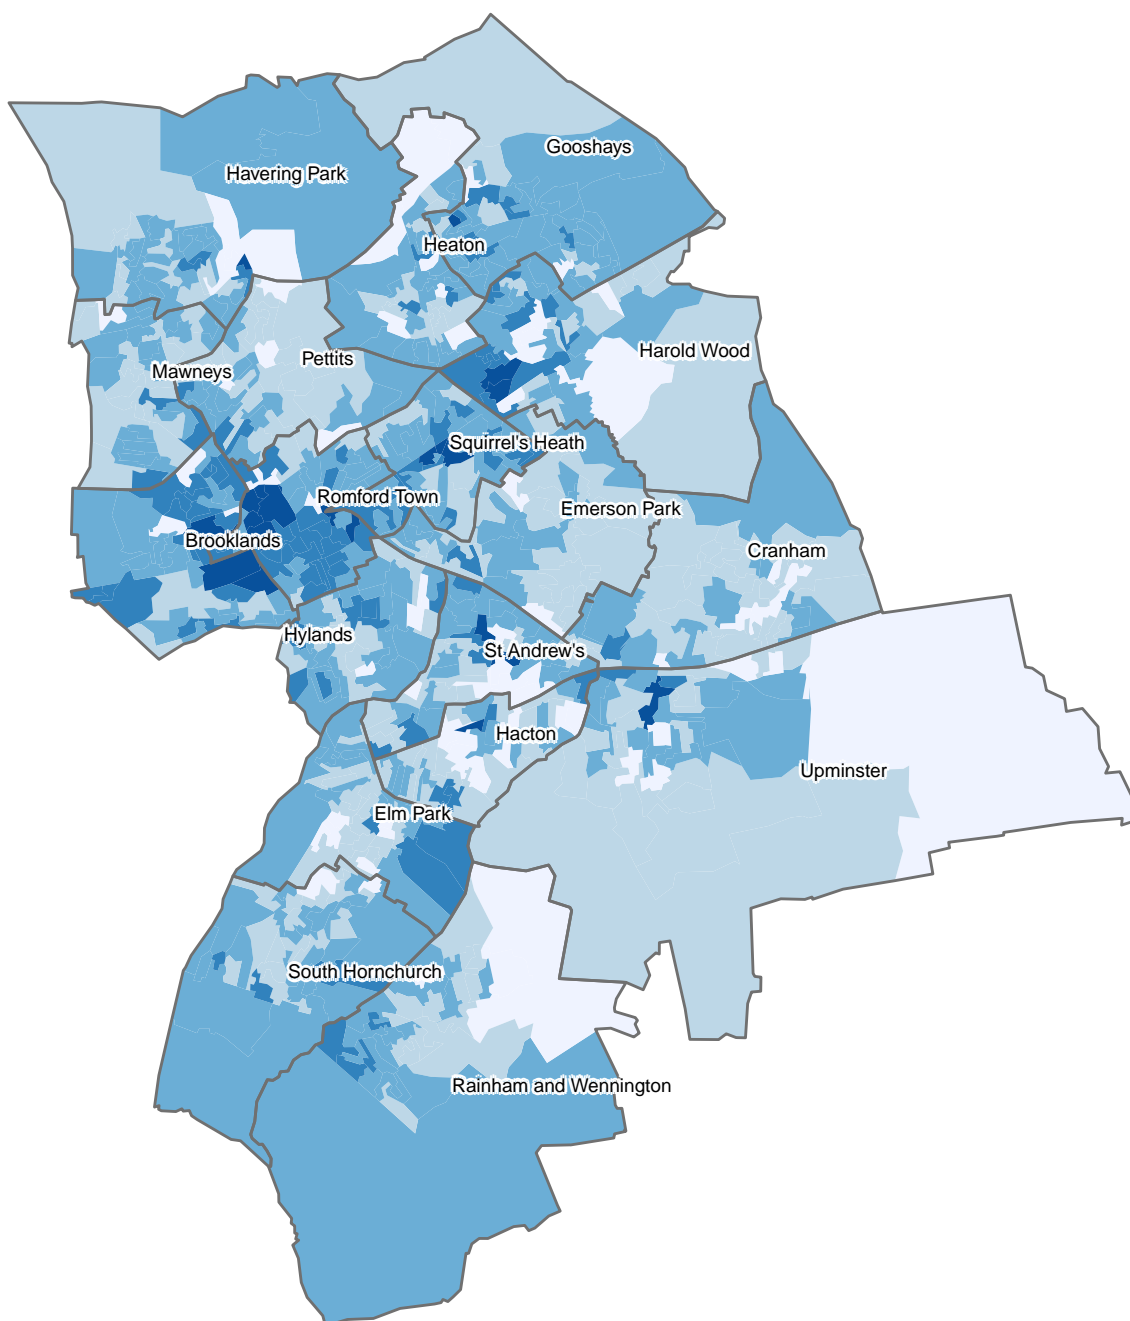 Gooshays
Havering Park
Heaton
Harold Wood
Pettits
Mawneys
Squirrel's Heath
Romford Town
Emerson Park
Brooklands
Cranham
Hylands
St Andrew's
Hacton
Upminster
Elm Park
South Hornchurch
Rainham and Wennington